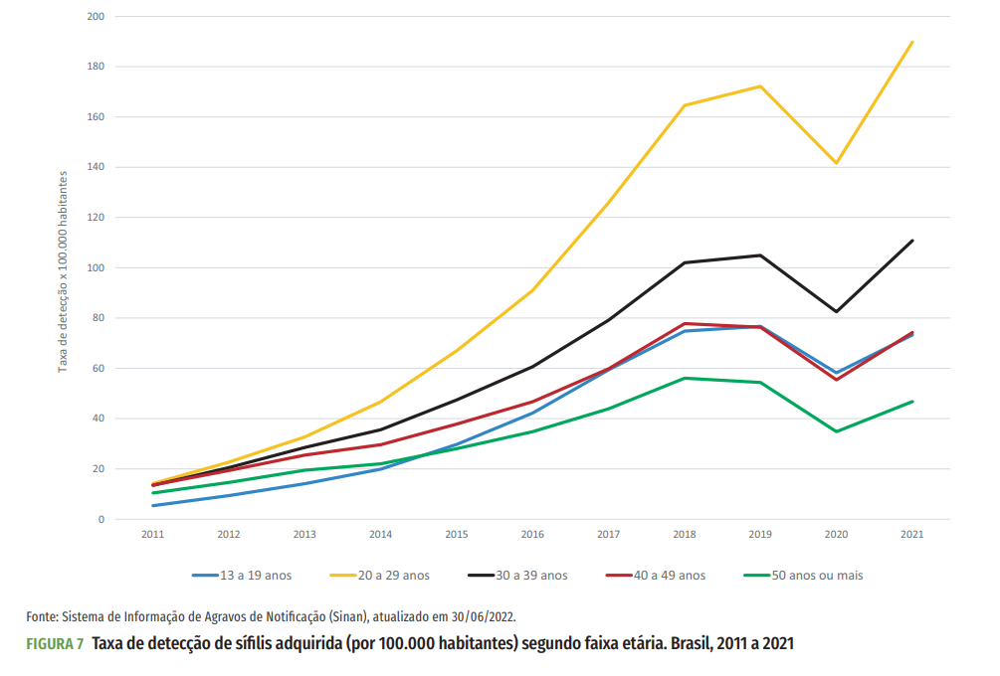 200
180
160
140
120
100
80
60
40
20
0
Taxa de detecção x 100.000 habitantes
2011 2012 2013 2014 2015 2016 2017 2018 2019 2020 2021
13 a 19 anos 20 a 29 anos 30 a 39 anos 40 a 49 anos 50 anos ou mais
Fonte: Sistema de Informação de Agravos de Notificação (Sinan), atualizado em 30/06/2022.
FIGURA 7 Taxa de detecção de sífilis adquirida (por 100.000 habitantes) segundo faixa etária. Brasil, 2011 a 2021